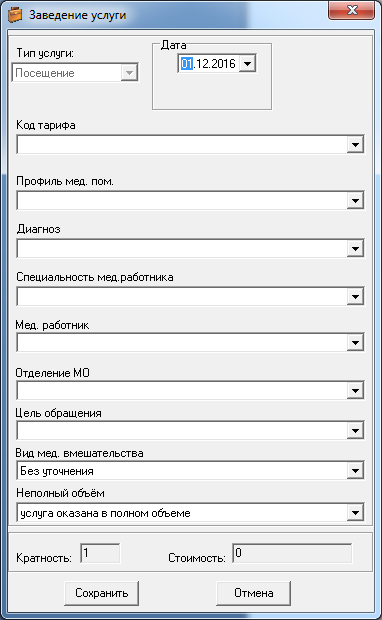 Заведение услуги
Тип услуги:
Посещение
Дата
01.12.2016
Код тарифа
Профиль мед. пом.
Диагноз
Специальность мед.работника
Мед. работник
Отделение МО
Цель обращения
Вид мед. вмешательства
Без уточнения
Неполный объём
услуга оказана в полном объеме
Кратность: 1 Стоимость: 0
Сохранить Отмена